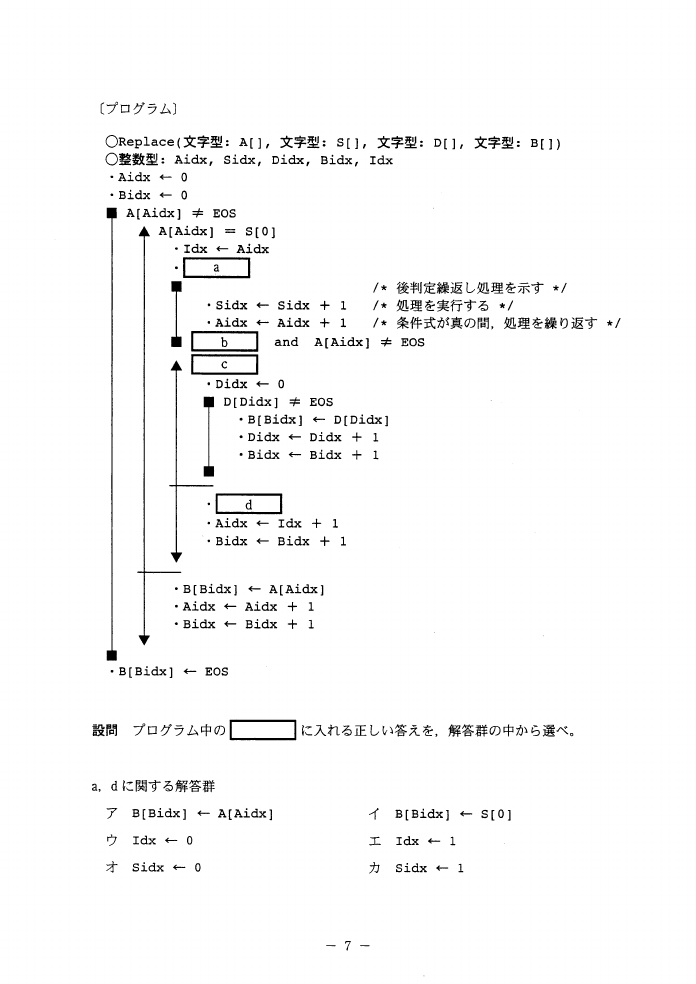 〔プログラム〕
○Replace(文字型: A[], 文字型: S[], 文字型: D[], 文字型: B[])
○整数型: Aidx, Sidx, Didx, Bidx, Idx
・Aidx ← 0
・Bidx ← 0
■ A[Aidx] ≠ EOS
▲ A[Aidx] = S[0]
・Idx ← Aidx
・ a
■ /* 後判定繰返し処理を示す */
・Sidx ← Sidx + 1 /* 処理を実行する */
・Aidx ← Aidx + 1 /* 条件式が真の間，処理を繰り返す */
■ b and A[Aidx] ≠ EOS
▲ c
・Didx ← 0
■ D[Didx] ≠ EOS
・B[Bidx] ← D[Didx]
・Didx ← Didx + 1
・Bidx ← Bidx + 1
■
・ d
・Aidx ← Idx + 1
・Bidx ← Bidx + 1
▼
・B[Bidx] ← A[Aidx]
・Aidx ← Aidx + 1
・Bidx ← Bidx + 1
▼
■
・B[Bidx] ← EOS
設問 プログラム中の に入れる正しい答えを，解答群の中から選べ。
a，d に関する解答群
ア B[Bidx] ← A[Aidx] イ B[Bidx] ← S[0]
ウ Idx ← 0 エ Idx ← 1
オ Sidx ← 0 カ Sidx ← 1
― 7 ―